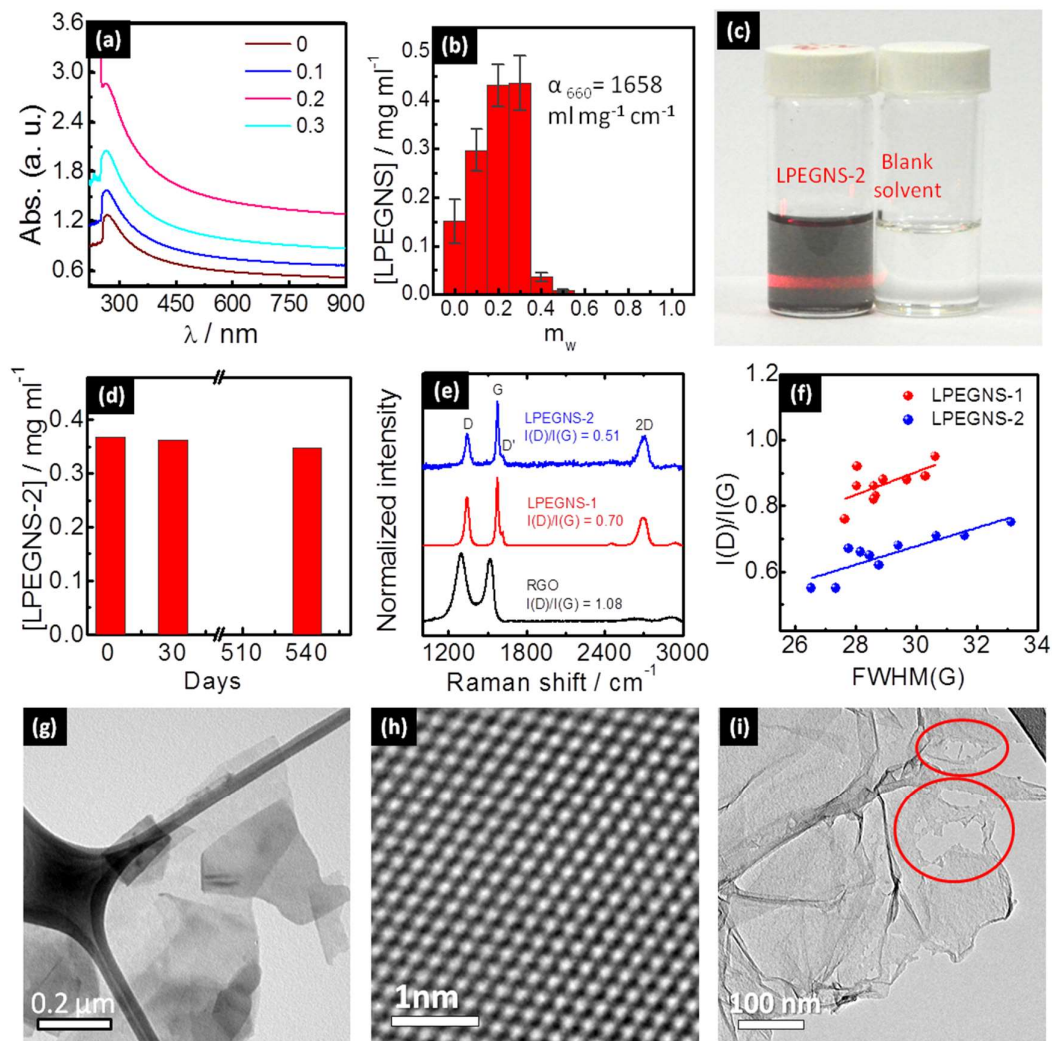 (a)
3.6
3.0
2.4
1.8
1.2
0.6
Abs. (a. u.)
0
0.1
0.2
0.3
300 450 600 750 900
λ / nm
(b)
0.5
0.4
0.3
0.2
0.1
0.0
[LPEGNS] / mg ml⁻¹
α₆₆₀ = 1658
ml mg⁻¹ cm⁻¹
0.0 0.2 0.4 0.6 0.8 1.0
m_w
(c)
LPEGNS-2
Blank
solvent
(d)
0.4
0.3
0.2
0.1
0.0
[LPEGNS-2] / mg ml⁻¹
0 30 510 540
Days
(e)
Normalized intensity
D
G
D'
2D
LPEGNS-2
I(D)/I(G) = 0.51
LPEGNS-1
I(D)/I(G) = 0.70
RGO
I(D)/I(G) = 1.08
1200 1800 2400 3000
Raman shift / cm⁻¹
(f)
1.2
1.0
0.8
0.6
I(D)/I(G)
LPEGNS-1
LPEGNS-2
26 28 30 32 34
FWHM(G)
(g)
0.2 μm
(h)
1nm
(i)
100 nm